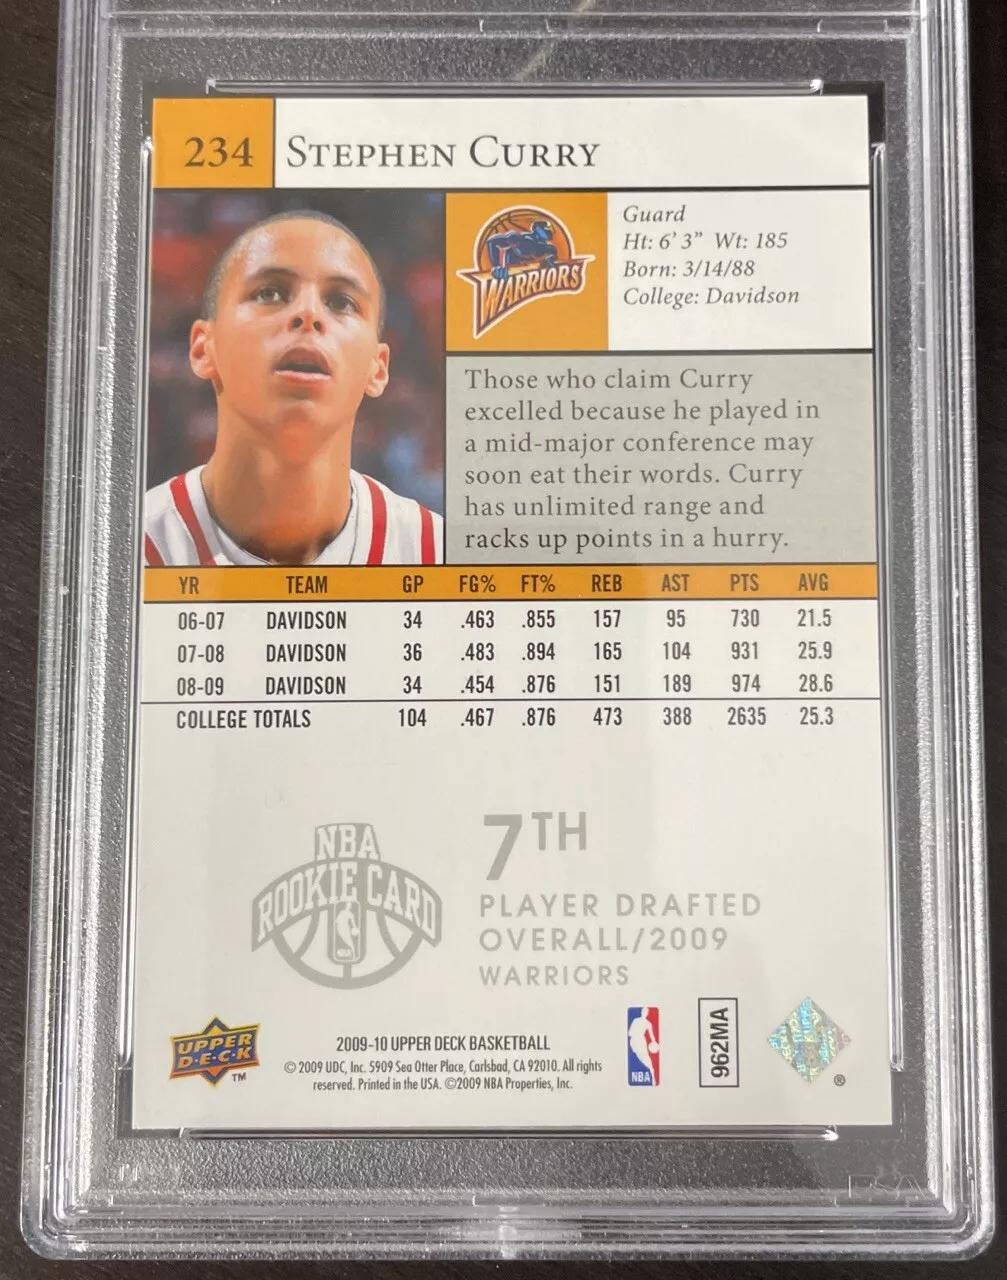 234 STEPHEN CURRY
WARRIORS
Guard
Ht: 6' 3" Wt: 185
Born: 3/14/88
College: Davidson
Those who claim Curry
excelled because he played in
a mid-major conference may
soon eat their words. Curry
has unlimited range and
racks up points in a hurry.
YR TEAM GP FG% FT% REB AST PTS AVG
06-07 DAVIDSON 34 .463 .855 157 95 730 21.5
07-08 DAVIDSON 36 .483 .894 165 104 931 25.9
08-09 DAVIDSON 34 .454 .876 151 189 974 28.6
COLLEGE TOTALS 104 .467 .876 473 388 2635 25.3
NBA
ROOKIE CARD
7TH
PLAYER DRAFTED
OVERALL/2009
WARRIORS
UPPER
D·E·C·K
TM
2009-10 UPPER DECK BASKETBALL
© 2009 UDC, Inc. 5909 Sea Otter Place, Carlsbad, CA 92010. All rights
reserved. Printed in the USA. ©2009 NBA Properties, Inc.
NBA
962MA
®
PSA